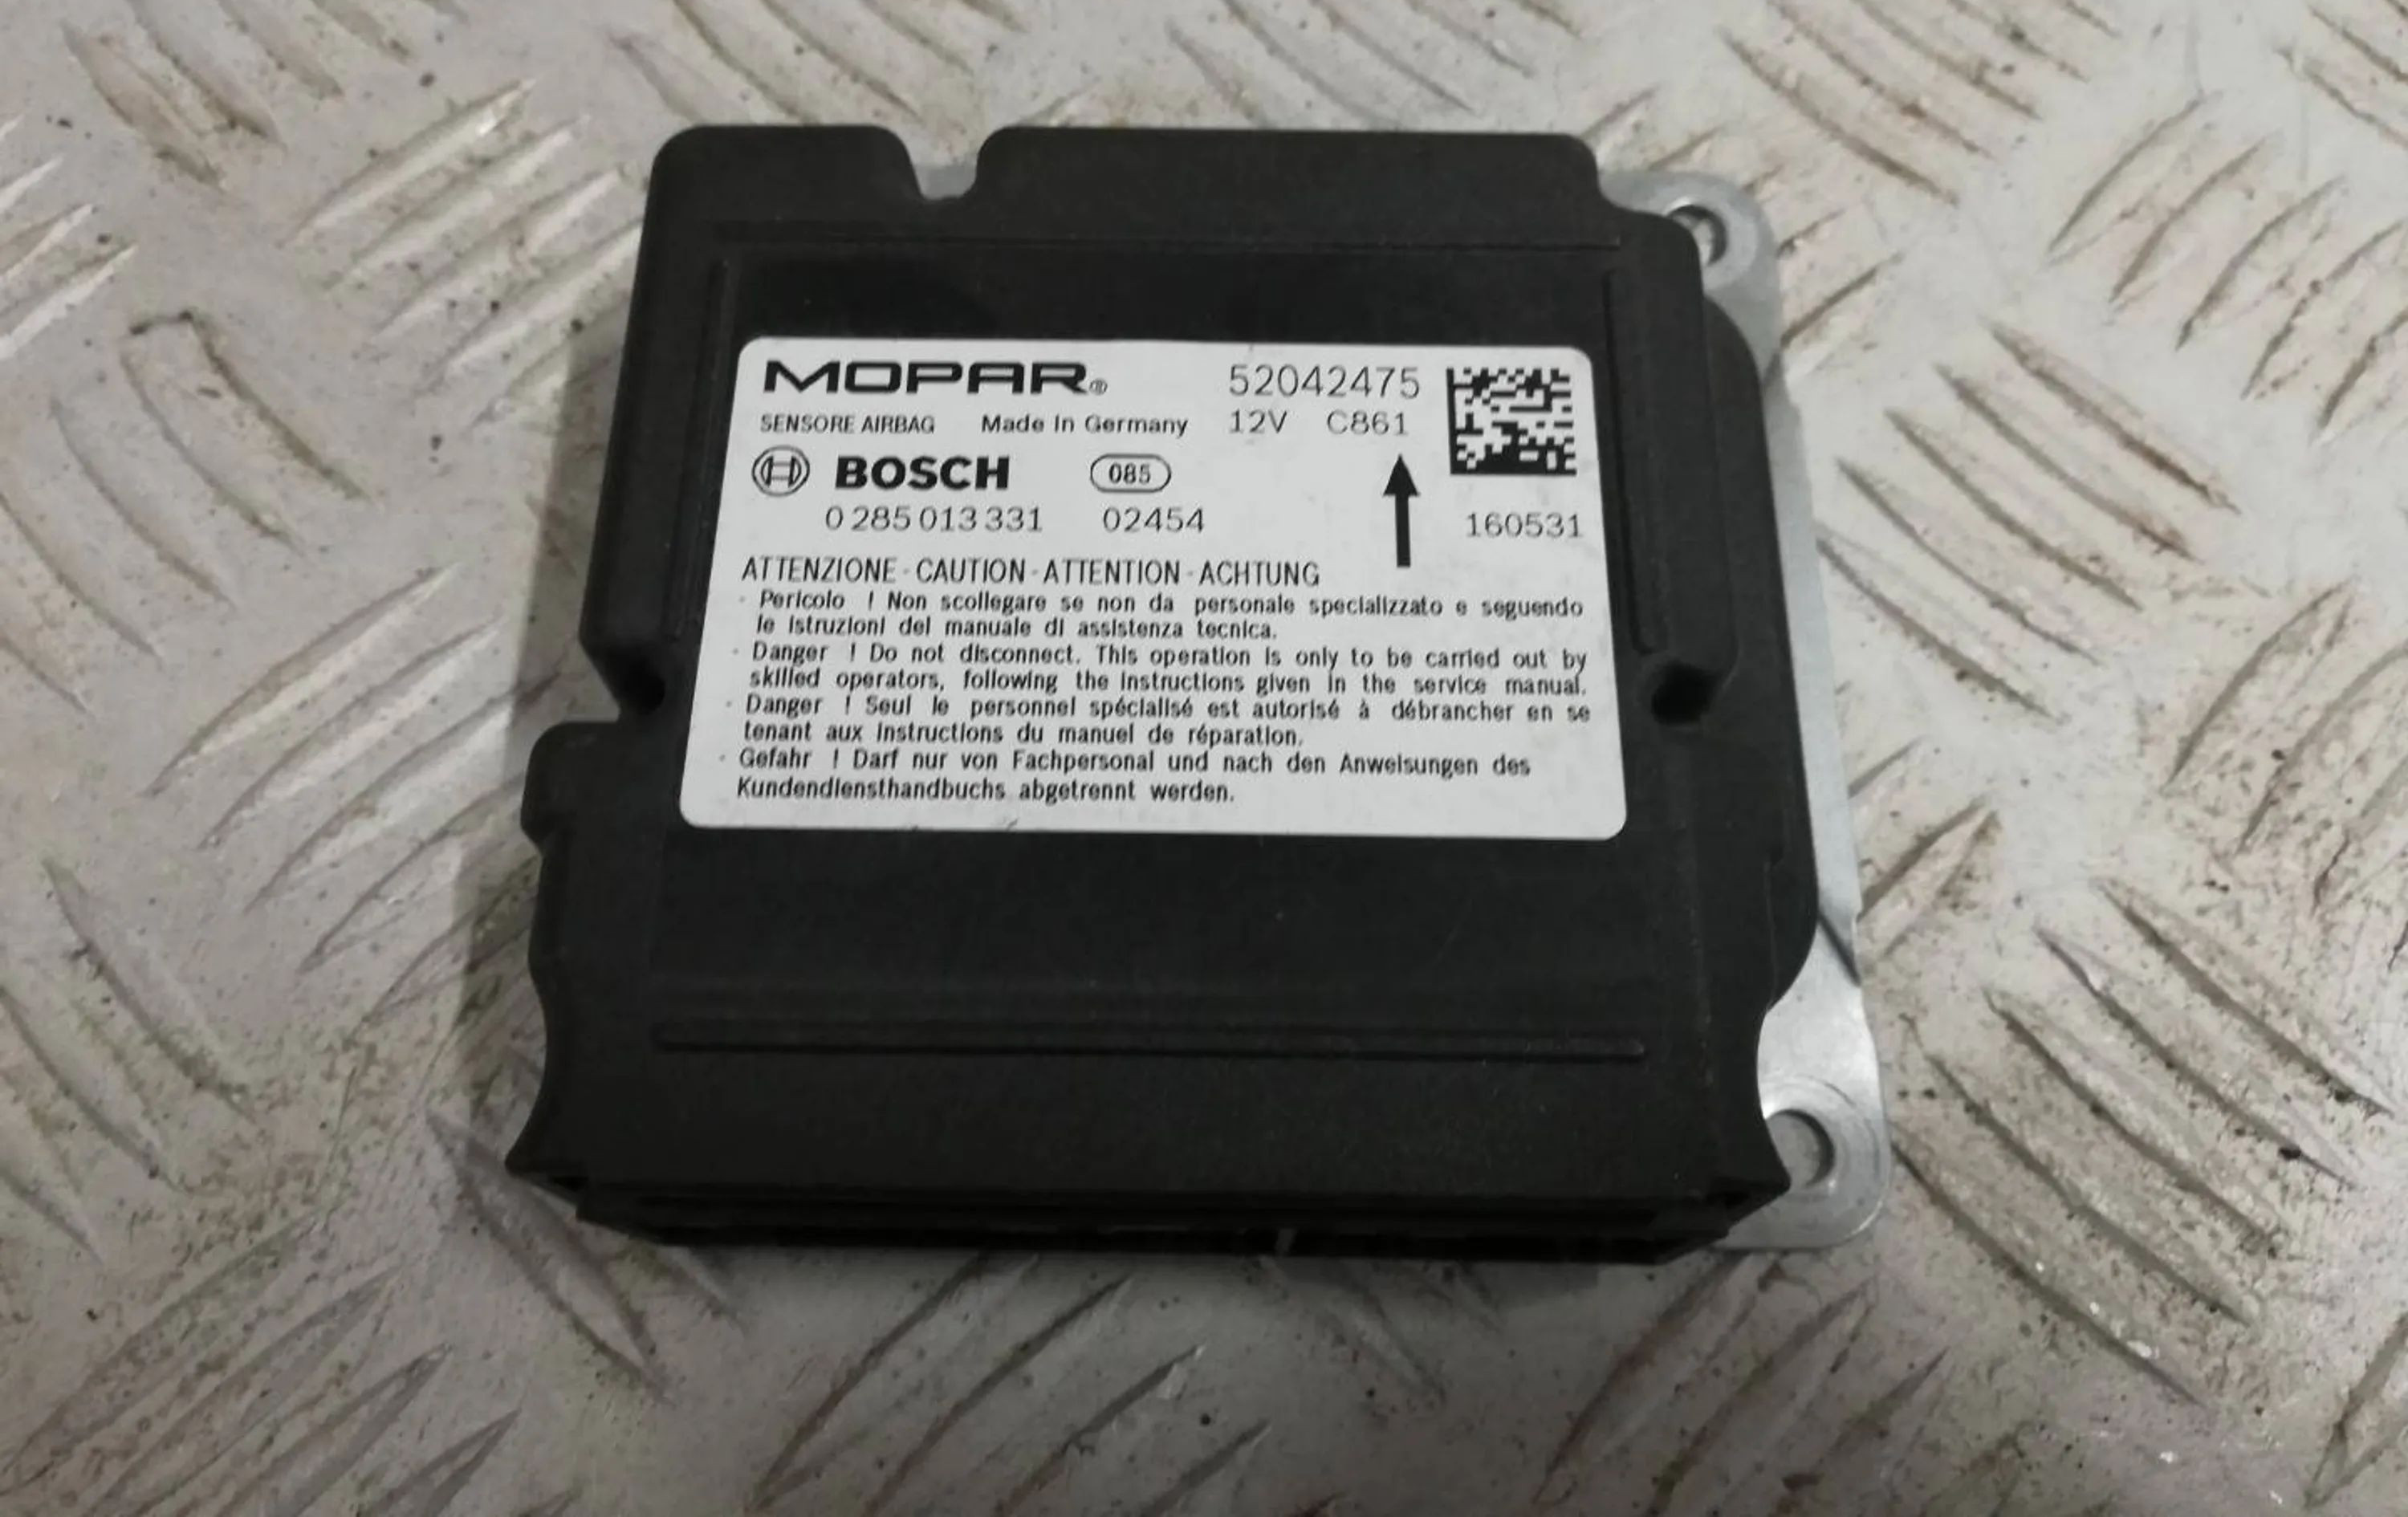 MOPAR® 52042475
SENSORE AIRBAG Made In Germany 12V C861
BOSCH 085
0 285 013 331 02454 160531
ATTENZIONE - CAUTION - ATTENTION - ACHTUNG
- Pericolo ! Non scollegare se non da personale specializzato e seguendo
le istruzioni del manuale di assistenza tecnica.
- Danger ! Do not disconnect. This operation is only to be carried out by
skilled operators, following the instructions given in the service manual.
- Danger ! Seul le personnel spécialisé est autorisé à débrancher en se
tenant aux instructions du manuel de réparation.
- Gefahr ! Darf nur von Fachpersonal und nach den Anweisungen des
Kundendiensthandbuchs abgetrennt werden.